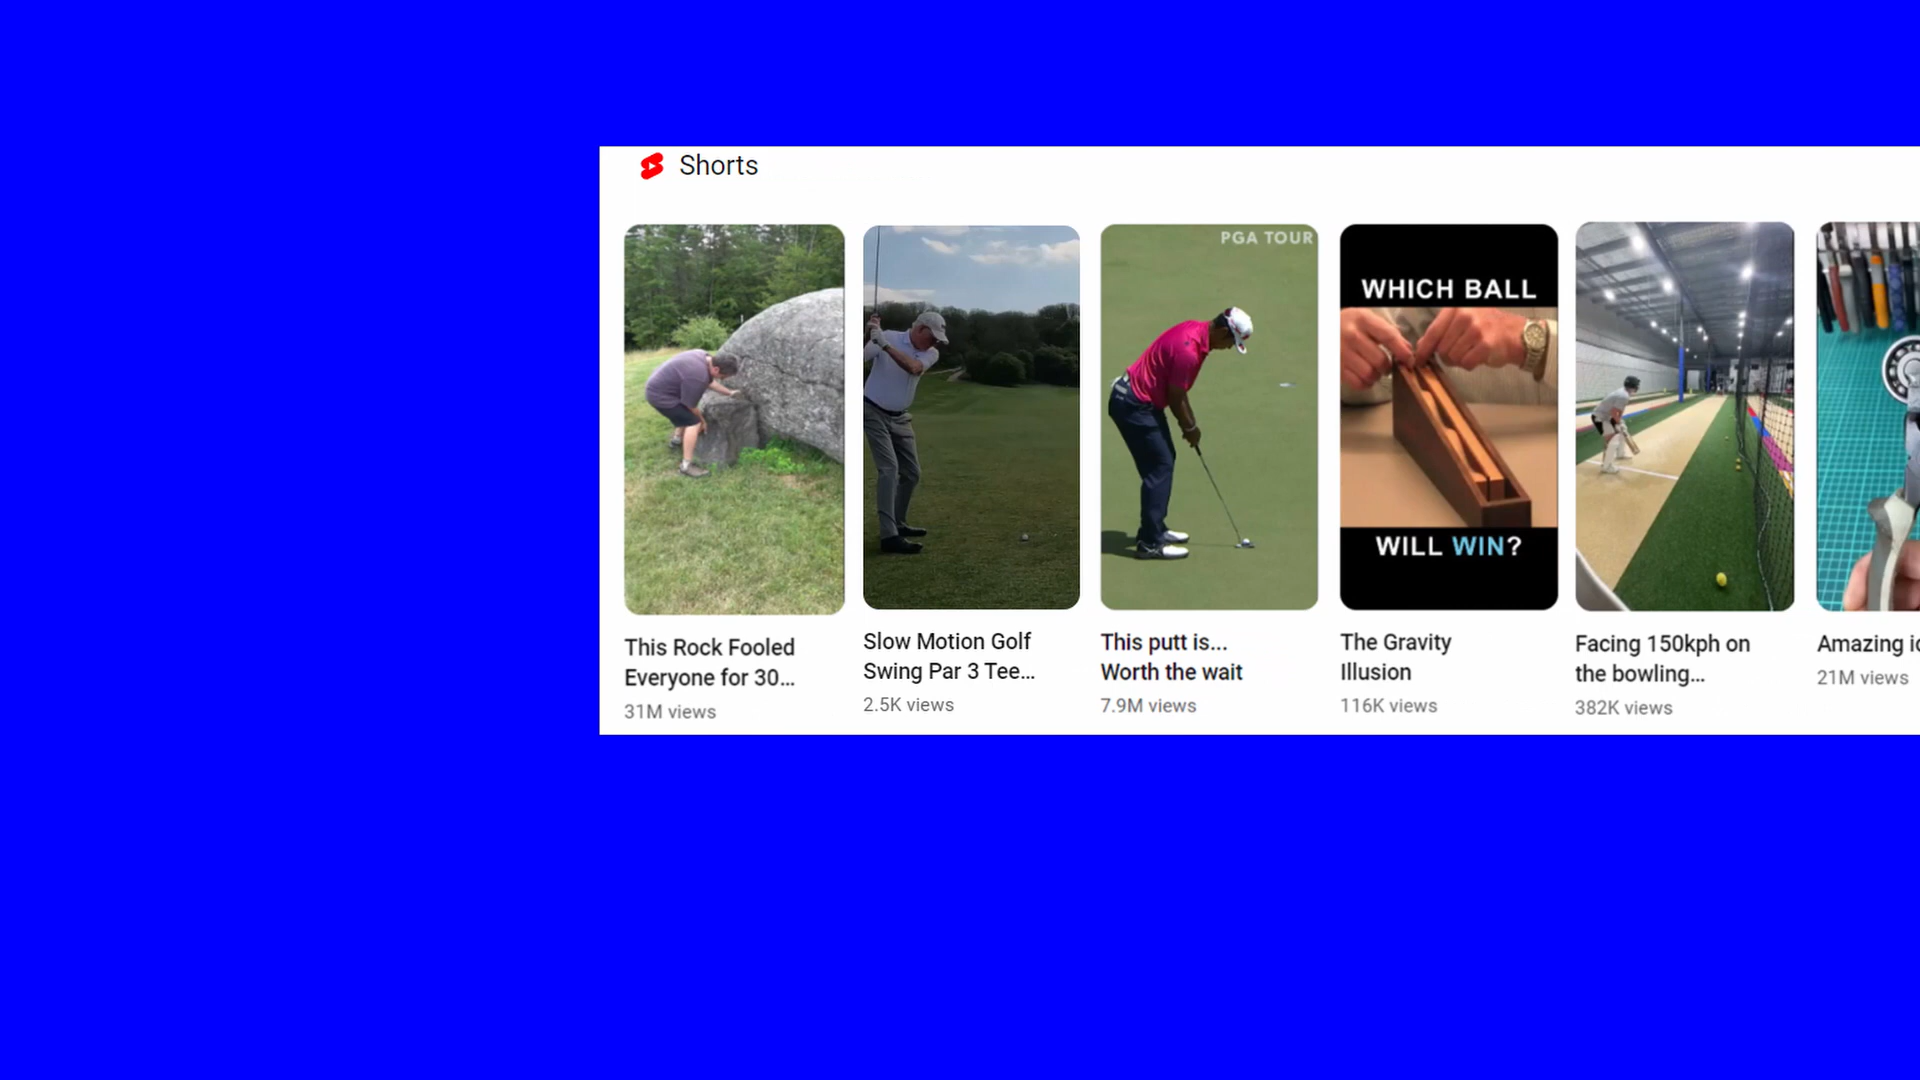 Shorts
PGA TOUR
WHICH BALL
WILL WIN?
This Rock Fooled
Everyone for 30...
31M views
Slow Motion Golf
Swing Par 3 Tee...
2.5K views
This putt is...
Worth the wait
7.9M views
The Gravity
Illusion
116K views
Facing 150kph on
the bowling...
382K views
Amazing
21M views